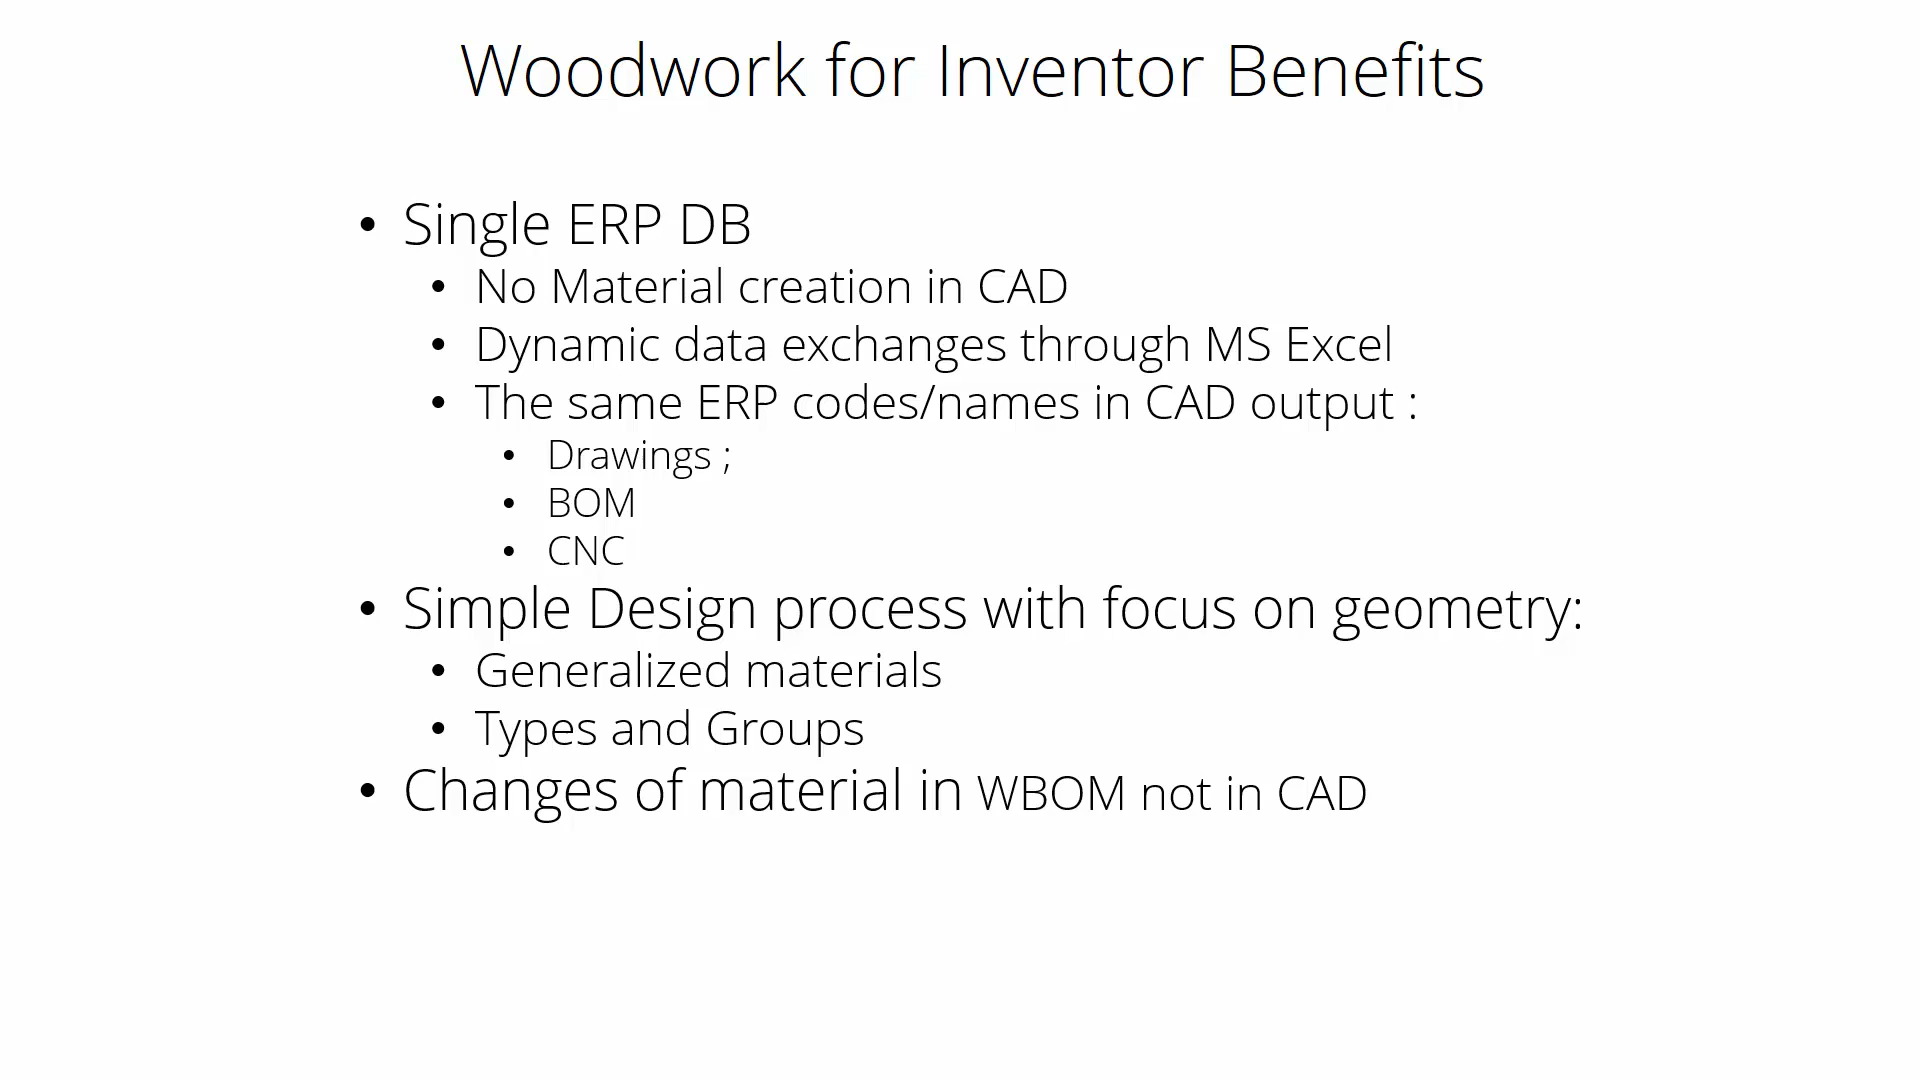 Woodwork for Inventor Benefits
• Single ERP DB
• No Material creation in CAD
• Dynamic data exchanges through MS Excel
• The same ERP codes/names in CAD output :
• Drawings ;
• BOM
• CNC
• Simple Design process with focus on geometry:
• Generalized materials
• Types and Groups
• Changes of material in WBOM not in CAD